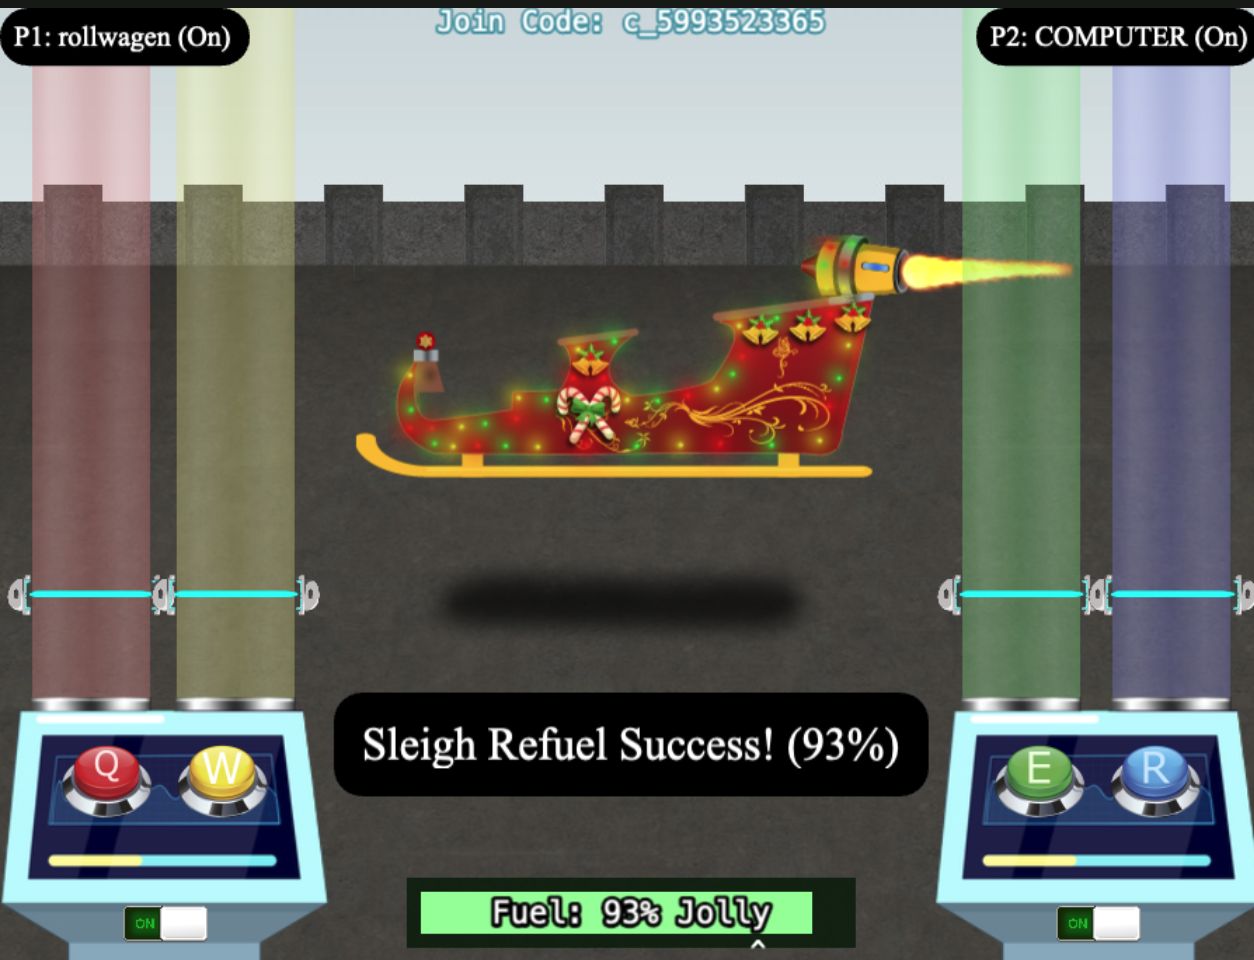 Join Code: c_5993523365
P1: rollwagen (On)
P2: COMPUTER (On)
Sleigh Refuel Success! (93%)
Q
W
E
R
Fuel: 93% Jolly
^
ON
ON